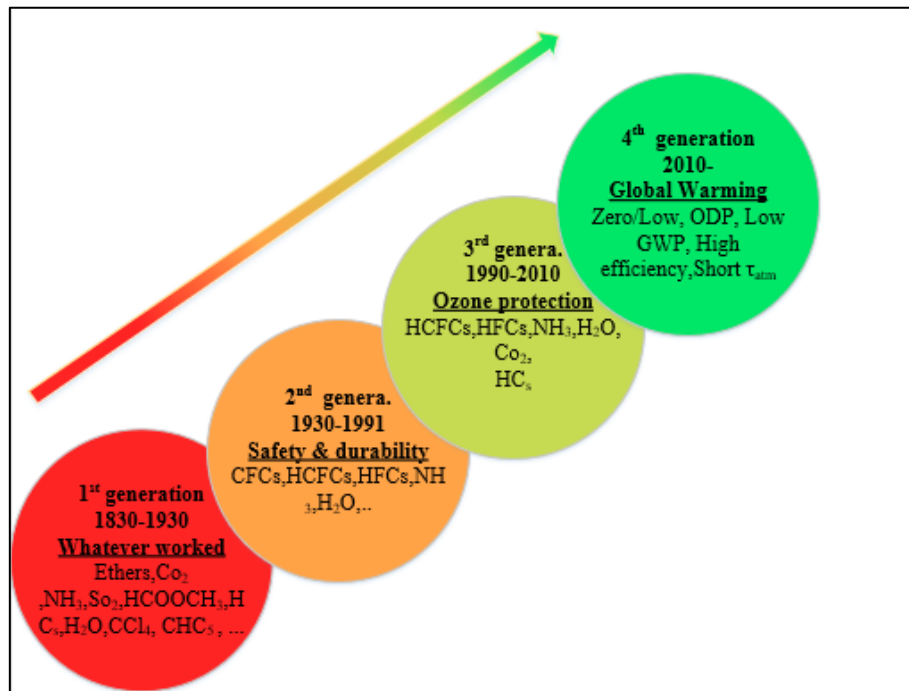 4th generation
2010-
Global Warming
Zero/Low, ODP, Low
GWP, High
efficiency,Short τatm
3rd genera.
1990-2010
Ozone protection
HCFCs,HFCs,NH₃,H₂O,
Co₂,
HCs
2nd genera.
1930-1991
Safety & durability
CFCs,HCFCs,HFCs,NH
₃,H₂O,..
1st generation
1830-1930
Whatever worked
Ethers,Co₂
,NH₃,So₂,HCOOCH₃,H
Cs,H₂O,CCl₄, CHC₅ , ...